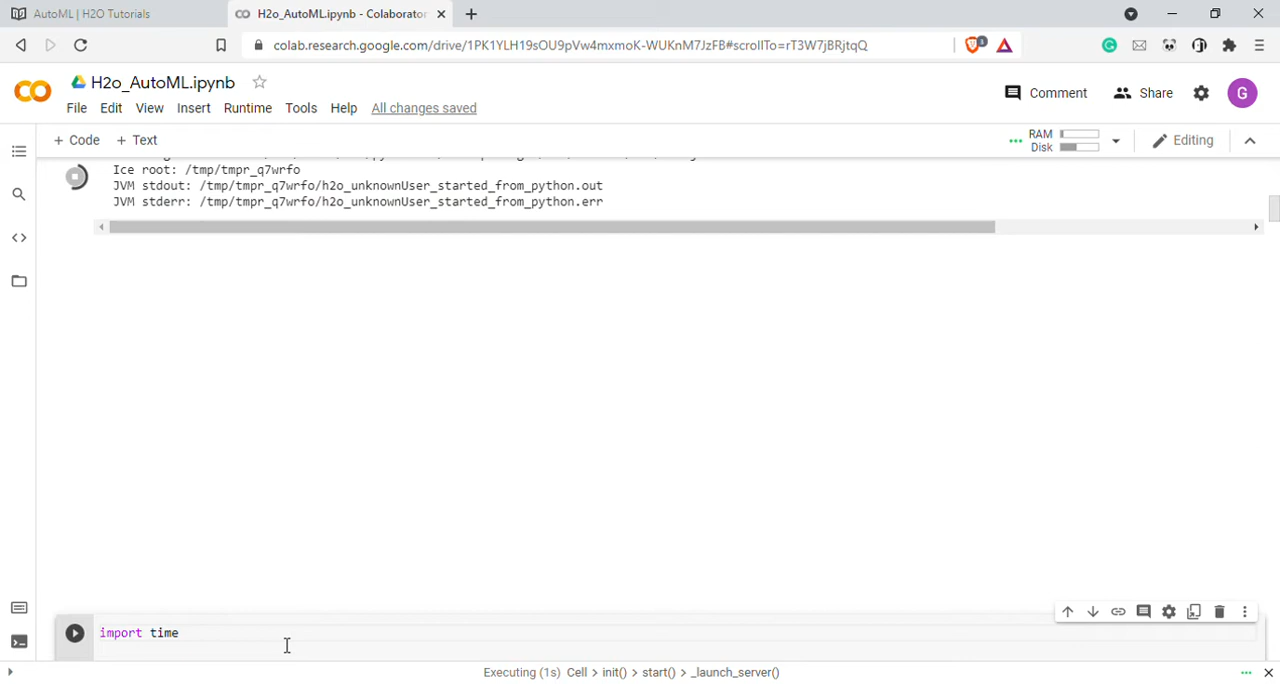 AutoML | H2O Tutorials
H2o_AutoML.ipynb - Colaborator
colab.research.google.com/drive/1PK1YLH19sOU9pVw4mxmoK-WUKnM7JzFB#scrollTo=rT3W7jBRjtqQ
H2o_AutoML.ipynb
File Edit View Insert Runtime Tools Help All changes saved
Comment Share G
+ Code + Text
RAM
Disk
Editing
Ice root: /tmp/tmpr_q7wrfo
JVM stdout: /tmp/tmpr_q7wrfo/h2o_unknownUser_started_from_python.out
JVM stderr: /tmp/tmpr_q7wrfo/h2o_unknownUser_started_from_python.err
import time
Executing (1s) Cell > init() > start() > _launch_server()